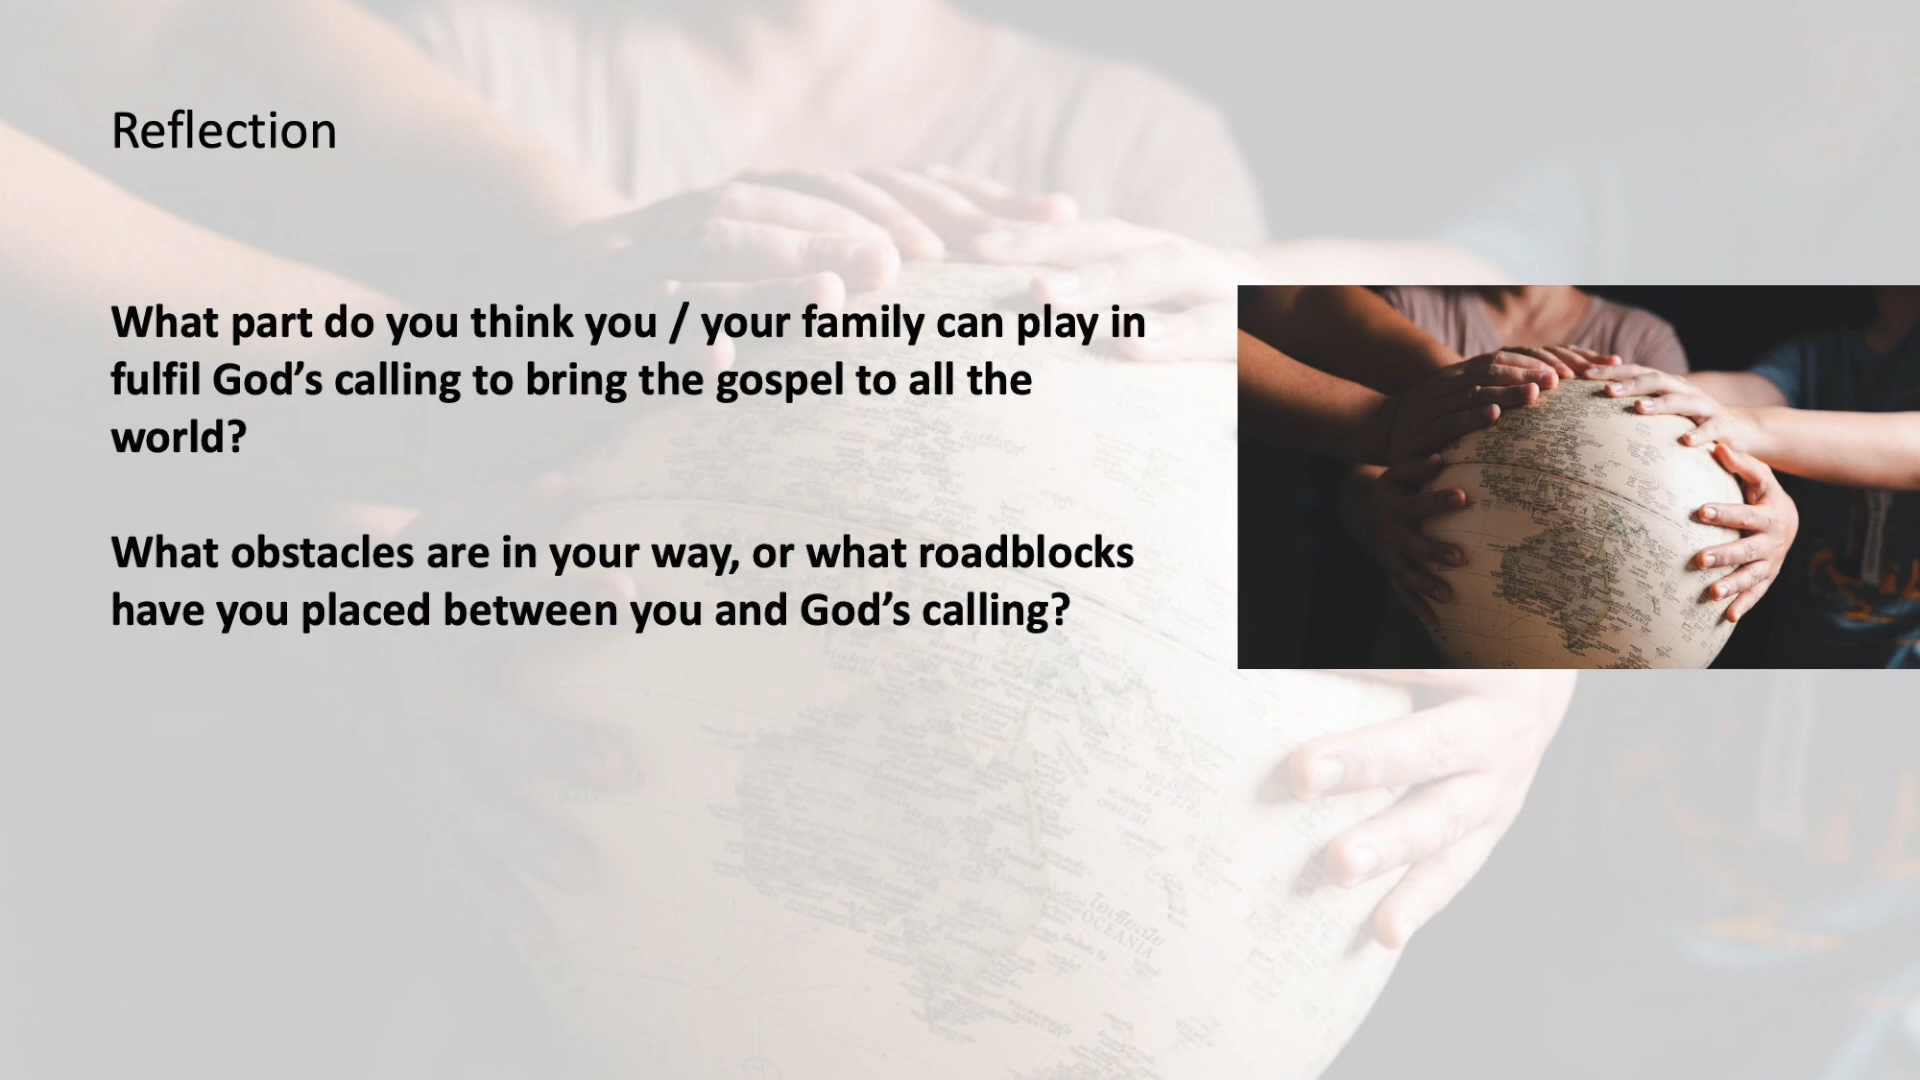 Reflection
What part do you think you / your family can play in
fulfil God’s calling to bring the gospel to all the
world?
What obstacles are in your way, or what roadblocks
have you placed between you and God’s calling?
OCEANIA